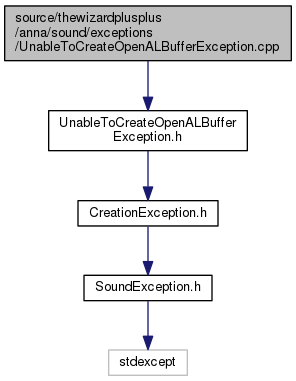 source/thewizardplusplus
/anna/sound/exceptions
/UnableToCreateOpenALBufferException.cpp
UnableToCreateOpenALBuffer
Exception.h
CreationException.h
SoundException.h
stdexcept